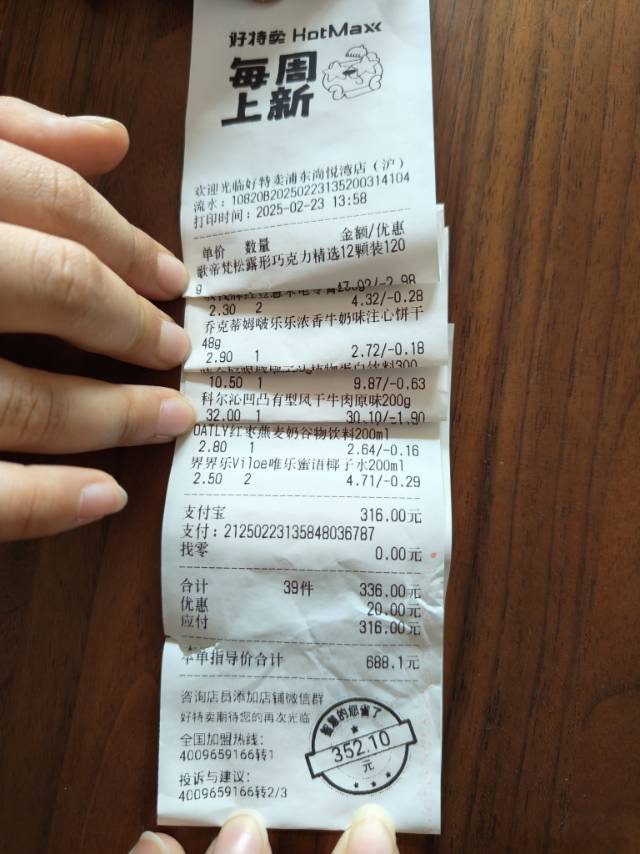 好特卖 HotMaxx
每周
上新
欢迎光临好特卖浦东尚悦湾店（沪）
流水：10820B20250223135200314104
打印时间：2025-02-23 13:58
单价 数量 金额/优惠
歌帝梵松露形巧克力精选12颗装120
g
2.30 2 4.32/-0.28
乔克蒂姆啵乐乐浓香牛奶味注心饼干
48g
2.90 1 2.72/-0.18
10.50 1 9.87/-0.63
科尔沁凹凸有型风干牛肉原味200g
32.00 1 30.10/-1.90
OATLY红枣燕麦奶谷物饮料200ml
2.80 1 2.64/-0.16
界界乐Viloe唯乐蜜语椰子水200ml
2.50 2 4.71/-0.29
支付宝 316.00元
支付：21250223135848036787
找零 0.00元
合计 39件 336.00元
优惠 20.00元
应付 316.00元
本单指导价合计 688.1元
咨询店员添加店铺微信群
好特卖期待您的再次光临
全国加盟热线：
4009659166转1
投诉与建议：
4009659166转2/3
智慧的您省了
352.10
元